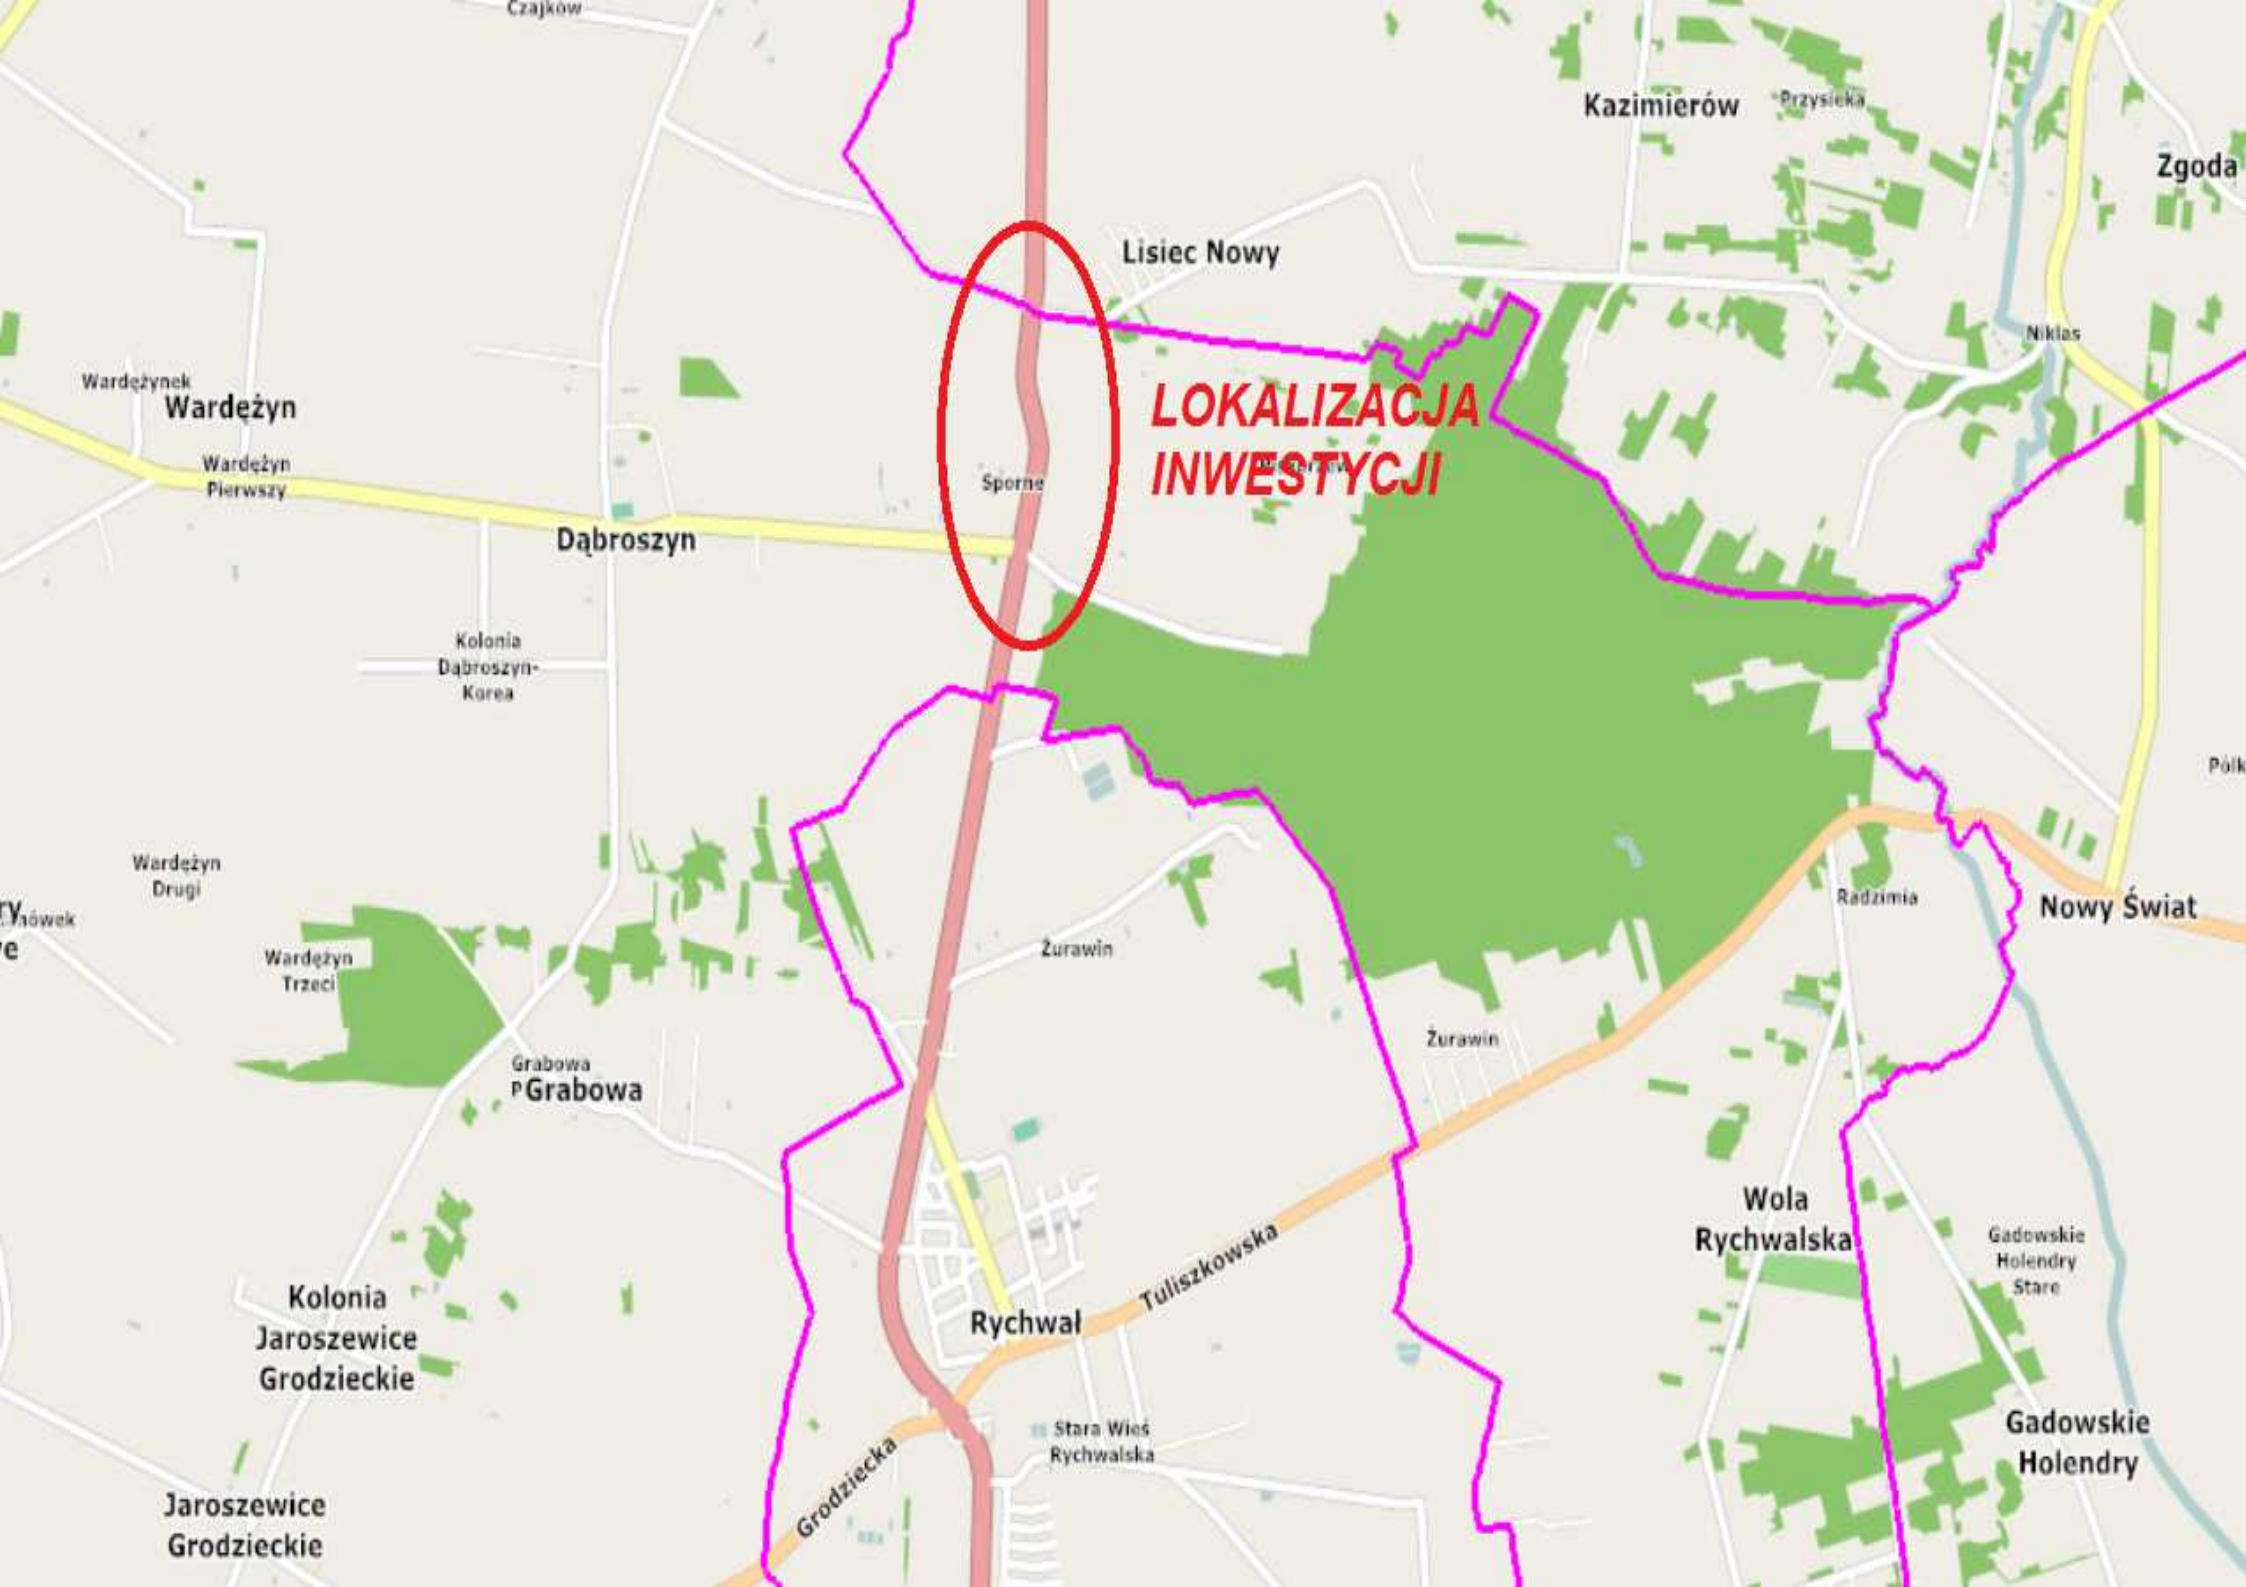 Czajków
Kazimierów
Przysieka
Zgoda
Lisiec Nowy
Niklas
Wardężynek
Wardężyn
LOKALIZACJA
INWESTYCJI
Wardężyn
Pierwszy
Sporne
Dąbroszyn
Kolonia
Dąbroszyn-
Korea
Wardężyn
Drugi
Radzimia
Nowy Świat
Żurawin
Wardężyn
Trzeci
Żurawin
Grabowa
P
Grabowa
Wola
Rychwalska
Gadowskie
Holendry
Stare
Tuliszkowska
Kolonia
Jaroszewice
Grodzieckie
Rychwał
Stara Wieś
Rychwalska
Gadowskie
Holendry
Grodziecka
Jaroszewice
Grodzieckie